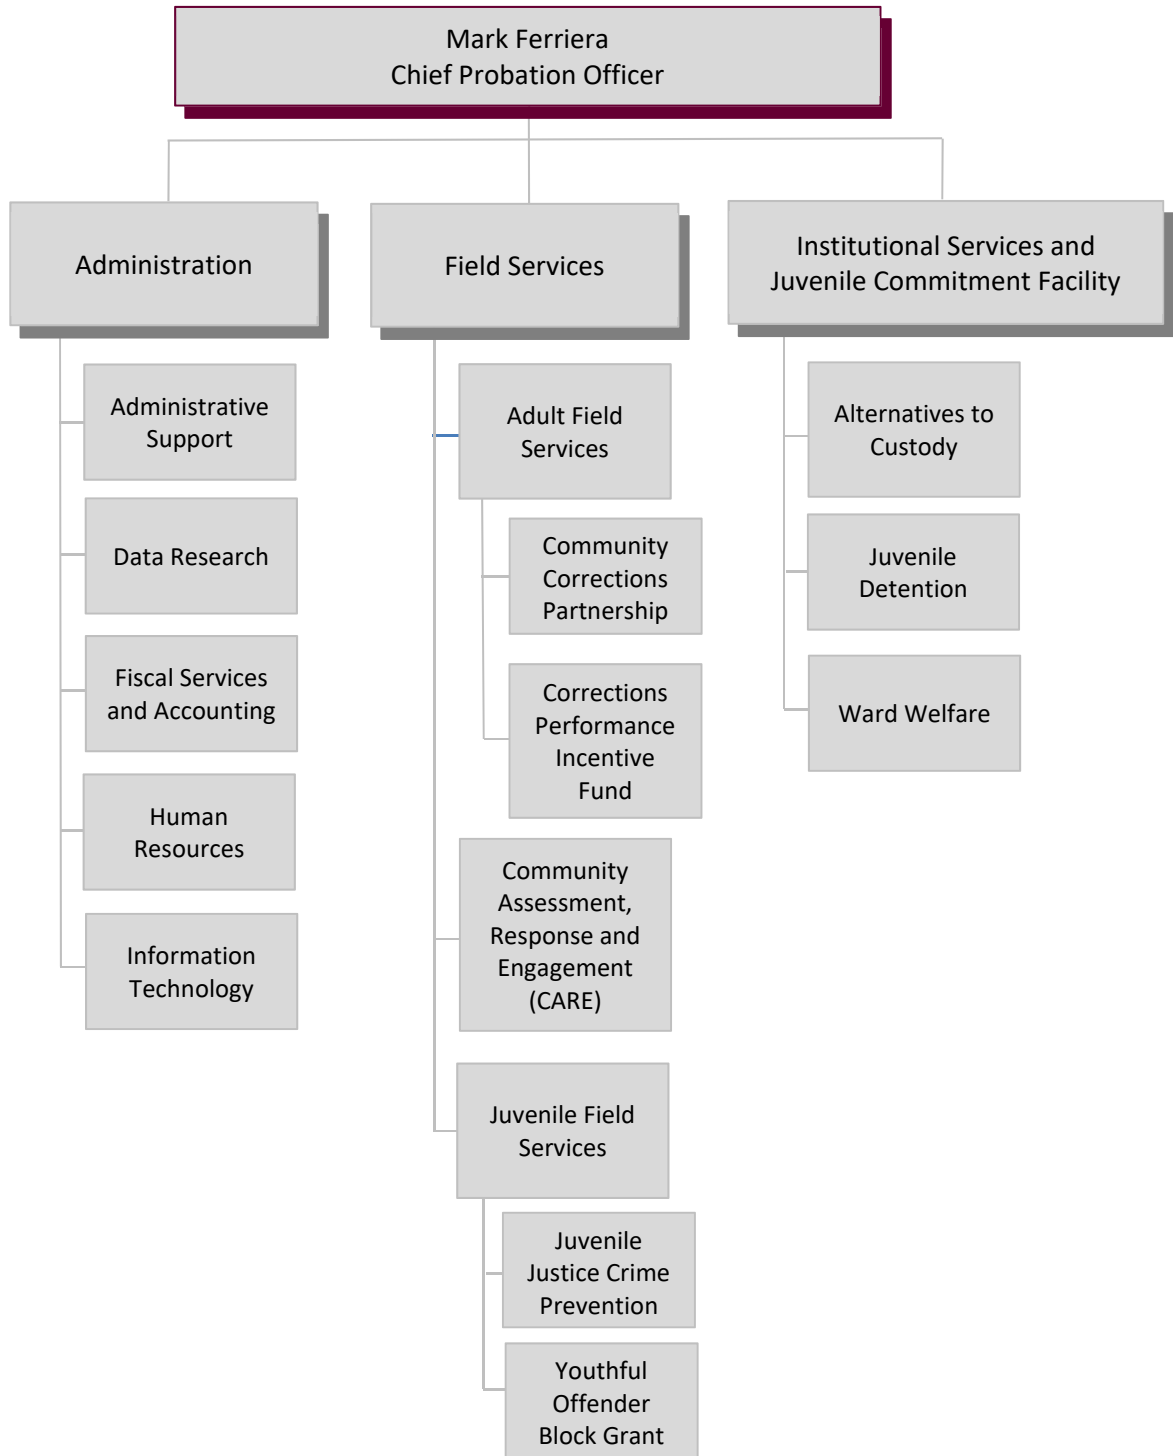 Mark Ferriera
Chief Probation Officer
Administration
Field Services
Institutional Services and
Juvenile Commitment Facility
Administrative
Support
Data Research
Fiscal Services
and Accounting
Human
Resources
Information
Technology
Adult Field
Services
Community
Corrections
Partnership
Corrections
Performance
Incentive
Fund
Community
Assessment,
Response and
Engagement
(CARE)
Juvenile Field
Services
Juvenile
Justice Crime
Prevention
Youthful
Offender
Block Grant
Alternatives to
Custody
Juvenile
Detention
Ward Welfare